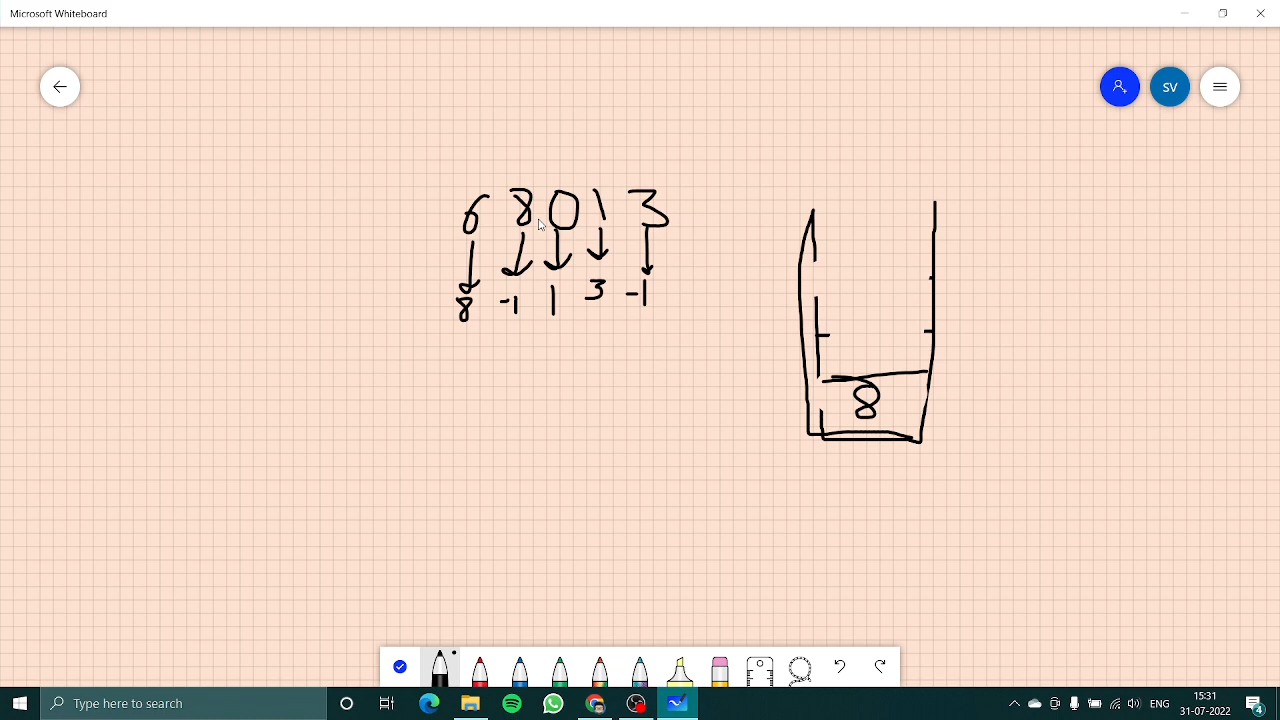 Microsoft Whiteboard
SV
6 8 0 1 3
8 -1 1 3 -1
8
Type here to search
ENG
15:31
31-07-2022
4